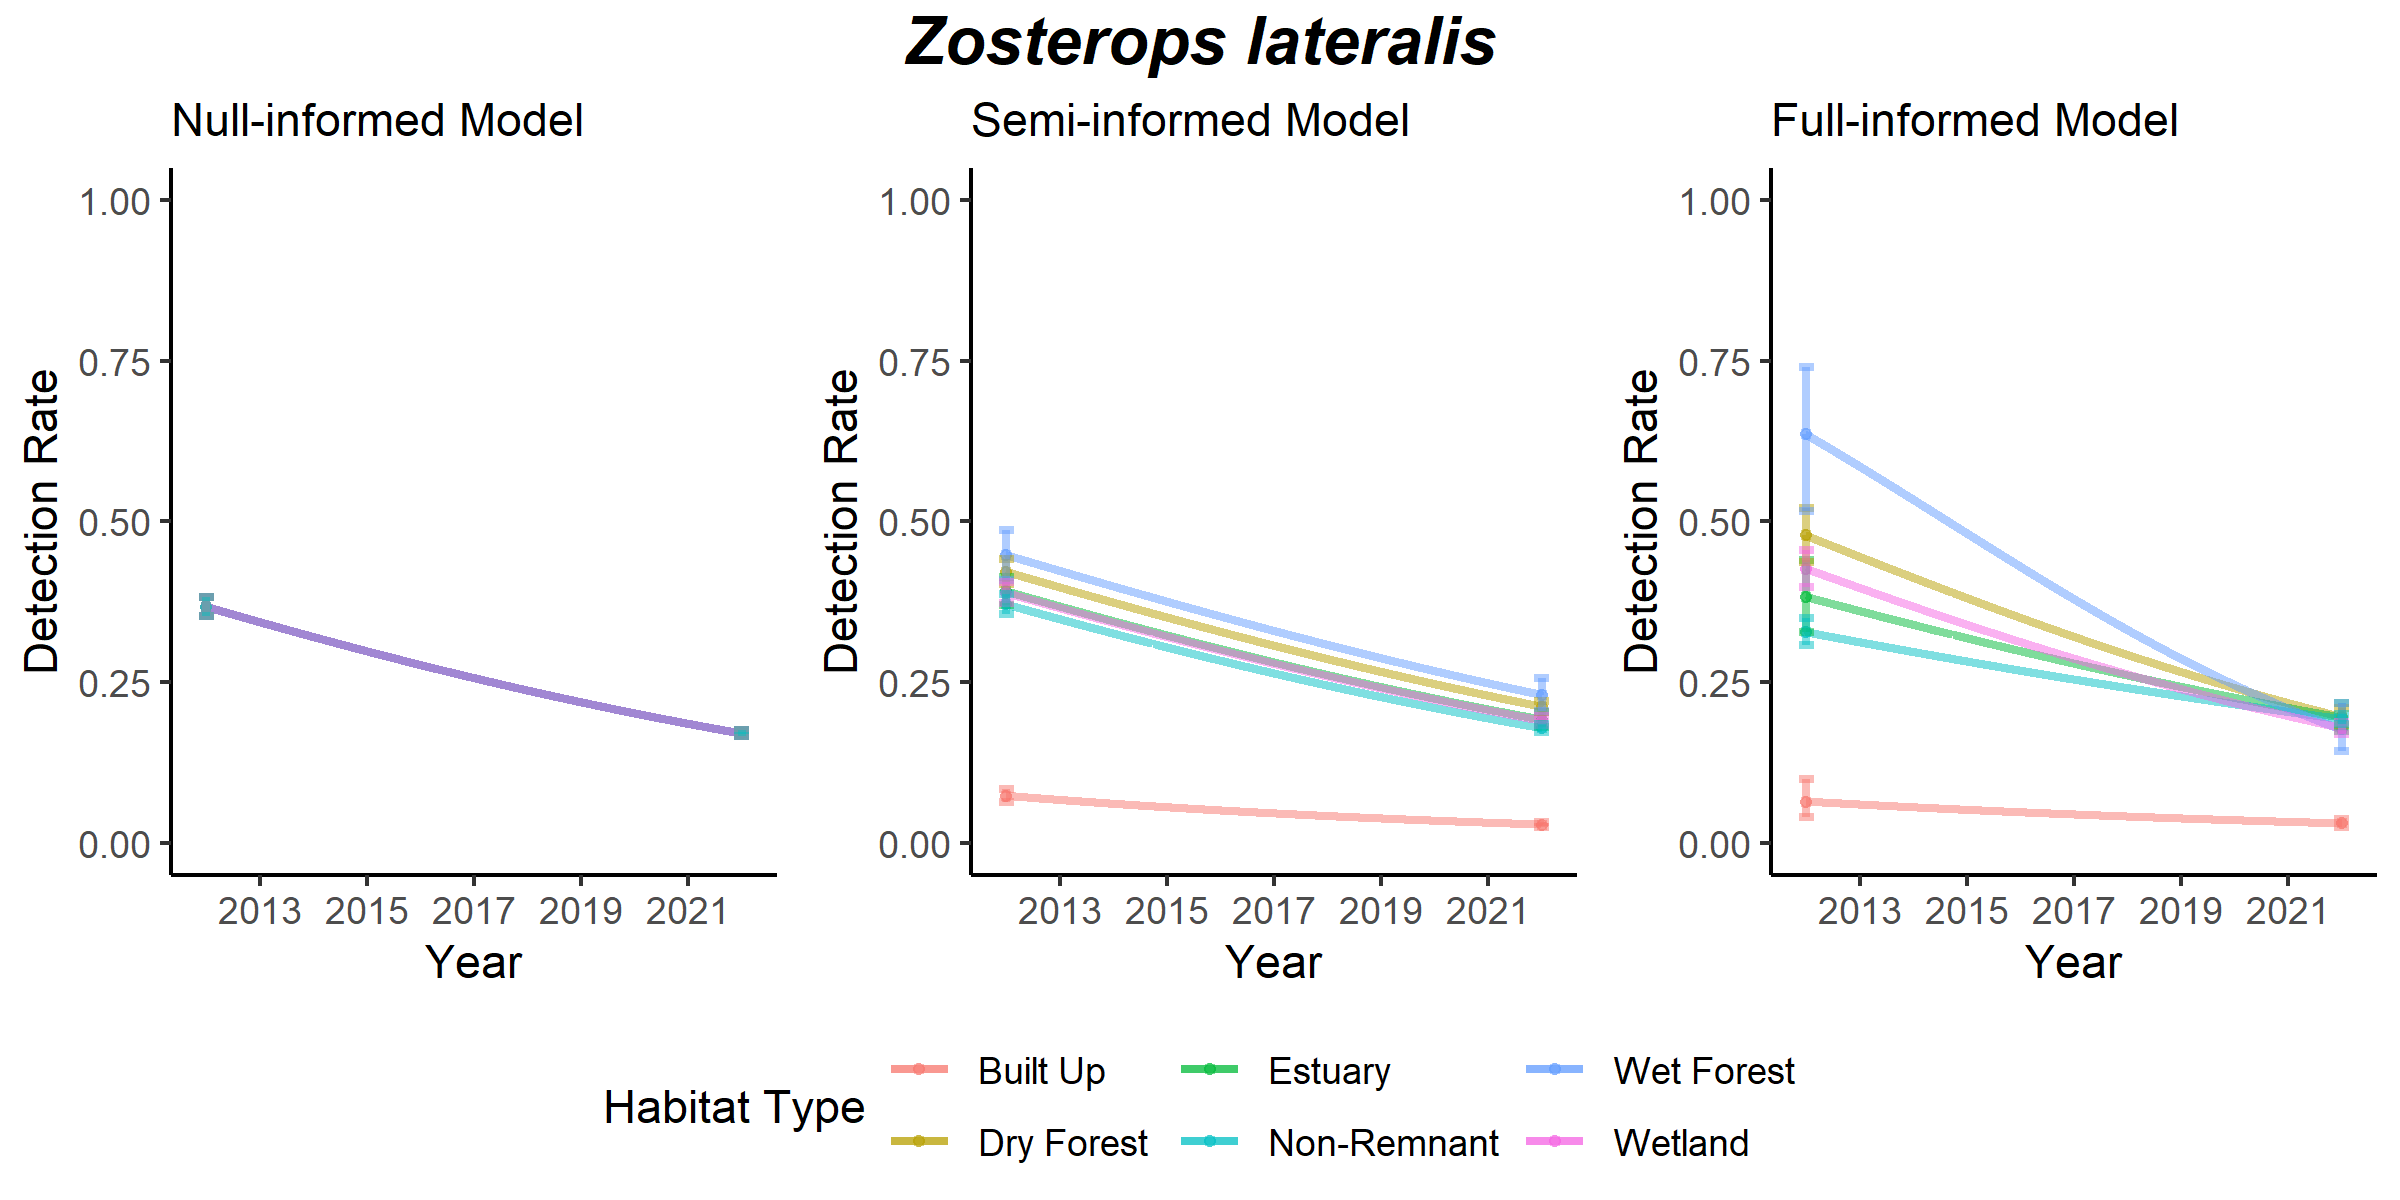 Zosterops lateralis
Null-informed Model
Semi-informed Model
Full-informed Model
1.00
0.75
0.50
0.25
0.00
Detection Rate
2013 2015 2017 2019 2021
Year
1.00
0.75
0.50
0.25
0.00
Detection Rate
2013 2015 2017 2019 2021
Year
1.00
0.75
0.50
0.25
0.00
Detection Rate
2013 2015 2017 2019 2021
Year
Habitat Type
Built Up
Estuary
Wet Forest
Dry Forest
Non-Remnant
Wetland